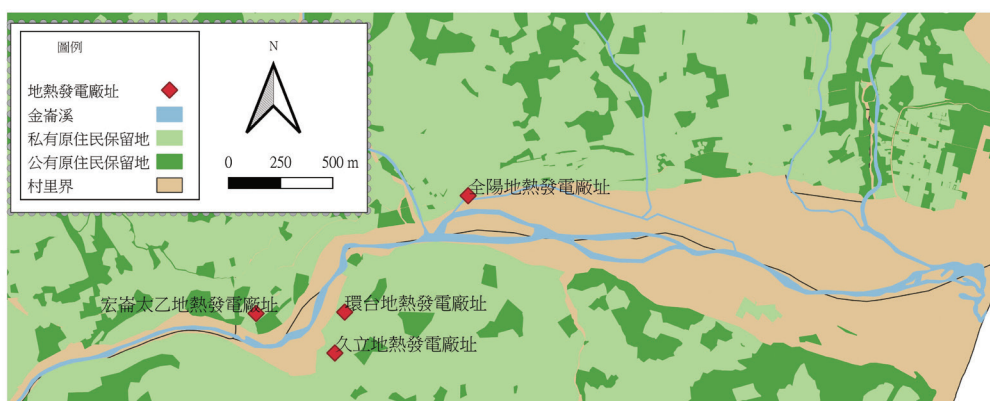 圖例
地熱發電廠址
金崙溪
私有原住民保留地
公有原住民保留地
村里界
N
0 250 500 m
全陽地熱發電廠址
宏崙太乙地熱發電廠址
環台地熱發電廠址
久立地熱發電廠址